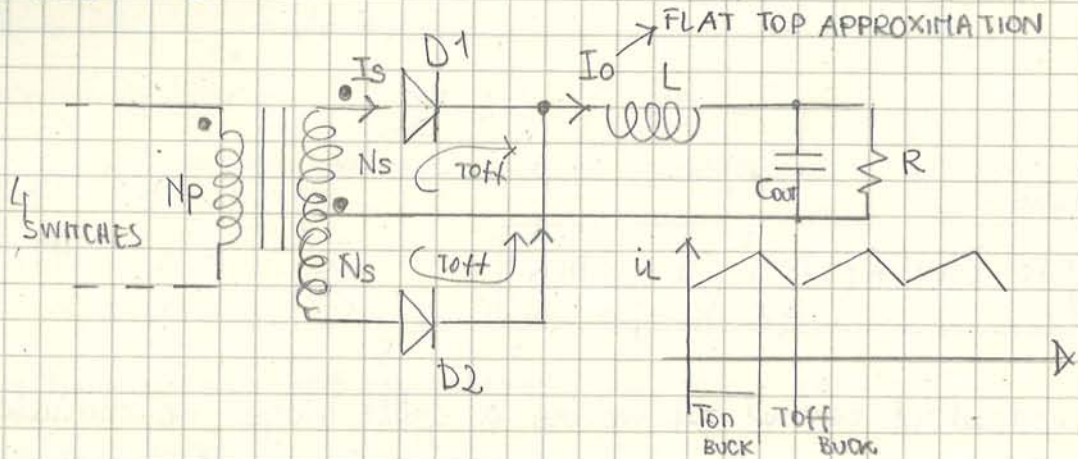 FLAT TOP APPROXIMATION
D1
Is
Io
L
Ns
Toff
Np
4
SWITCHES
Cout
R
Ns
Toff
iL
D2
Ton
BUCK
Toff
BUCK